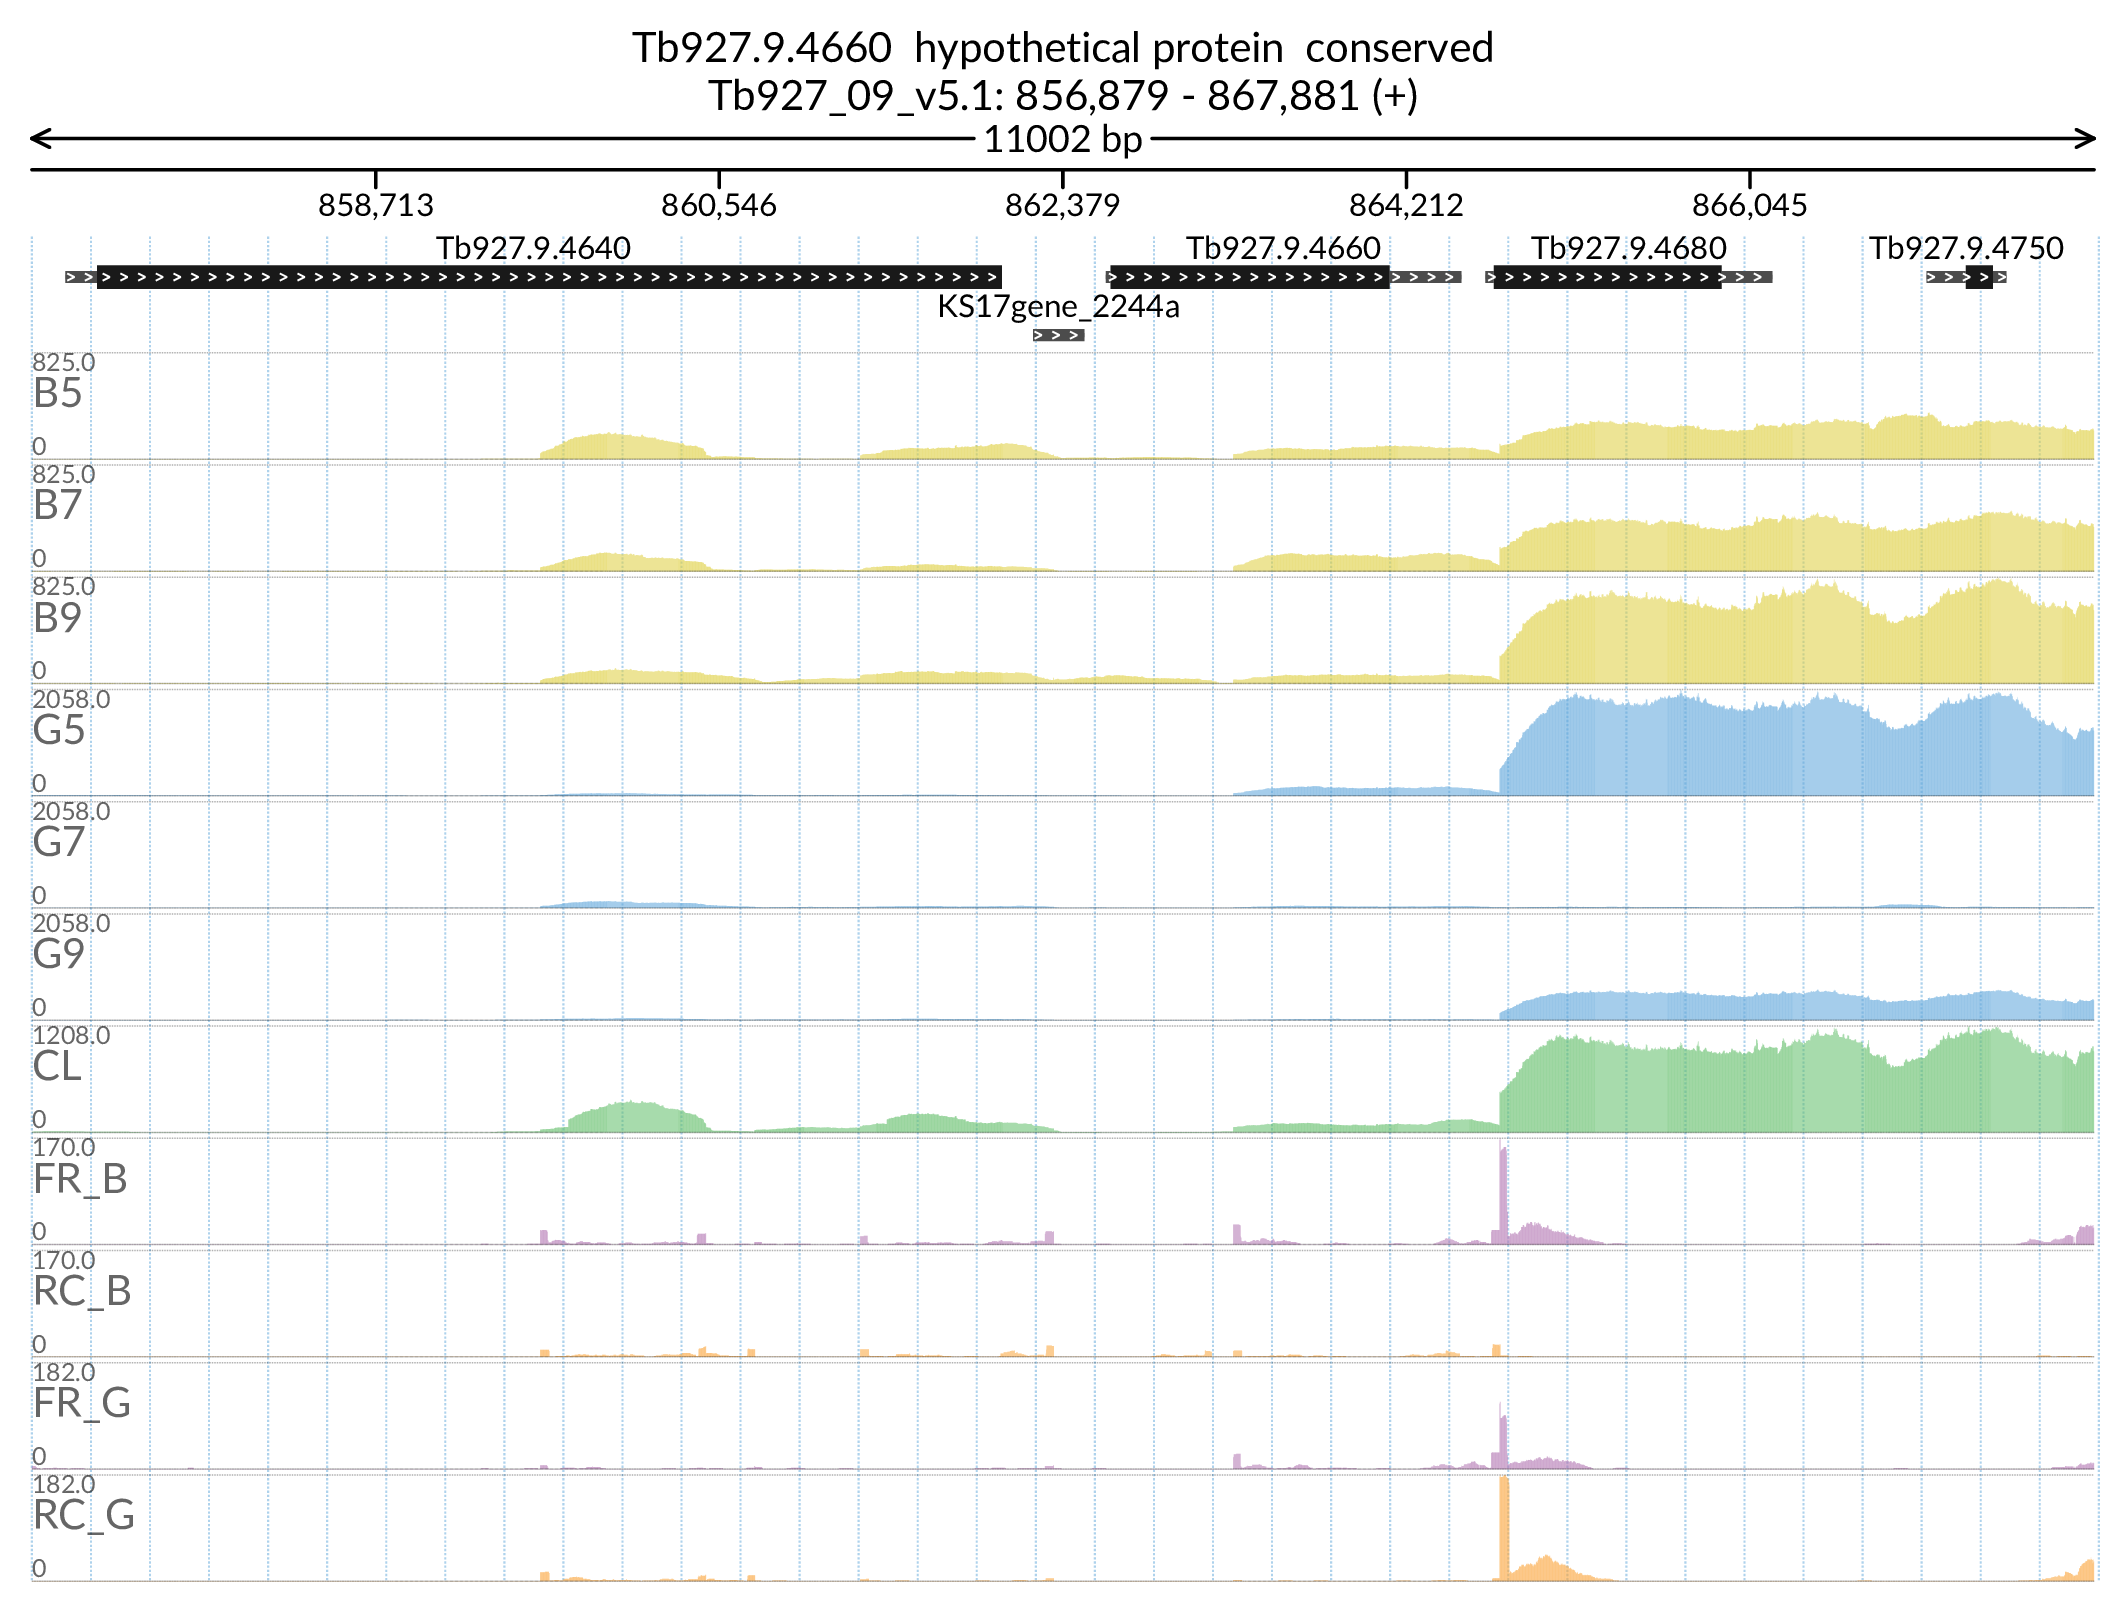 Tb927.9.4660 hypothetical protein conserved
Tb927_09_v5.1: 856,879 - 867,881 (+)
11002 bp
858,713 860,546 862,379 864,212 866,045
Tb927.9.4640 Tb927.9.4660 Tb927.9.4680 Tb927.9.4750
KS17gene_2244a
825.0
B5
0
825.0
B7
0
825.0
B9
0
2058.0
G5
0
2058.0
G7
0
2058.0
G9
0
1208.0
CL
0
170.0
FR_B
0
170.0
RC_B
0
182.0
FR_G
0
182.0
RC_G
0